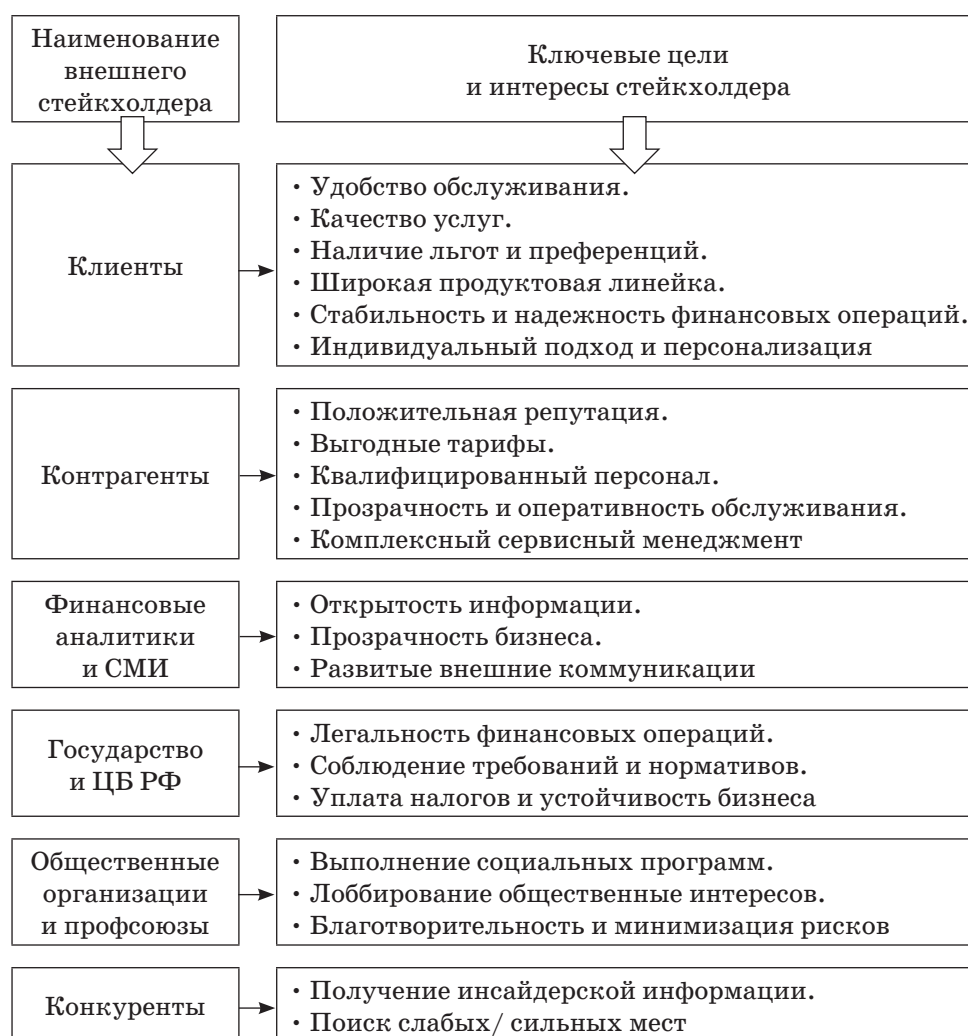 Наименование
внешнего
стейкхолдера
Ключевые цели
и интересы стейкхолдера
Клиенты
• Удобство обслуживания.
• Качество услуг.
• Наличие льгот и преференций.
• Широкая продуктовая линейка.
• Стабильность и надежность финансовых операций.
• Индивидуальный подход и персонализация
Контрагенты
• Положительная репутация.
• Выгодные тарифы.
• Квалифицированный персонал.
• Прозрачность и оперативность обслуживания.
• Комплексный сервисный менеджмент
Финансовые
аналитики
и СМИ
• Открытость информации.
• Прозрачность бизнеса.
• Развитые внешние коммуникации
Государство
и ЦБ РФ
• Легальность финансовых операций.
• Соблюдение требований и нормативов.
• Уплата налогов и устойчивость бизнеса
Общественные
организации
и профсоюзы
• Выполнение социальных программ.
• Лоббирование общественные интересов.
• Благотворительность и минимизация рисков
Конкуренты
• Получение инсайдерской информации.
• Поиск слабых/ сильных мест